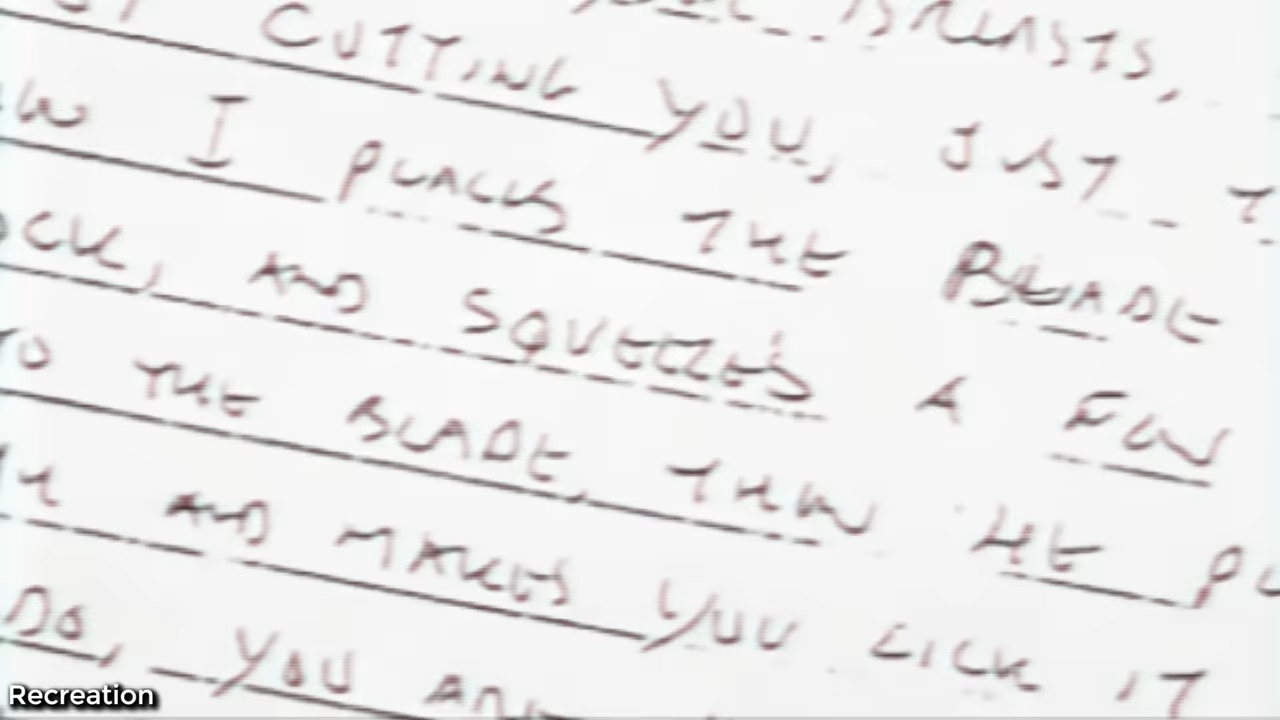 BREASTS,
CUTTING YOU, JUST
I PLACES THE BLADE
AND SQUEEZES A FEW
THE BLADE, THEN HE
AND MAKES YOU LICK IT
DO, YOU
Recreation